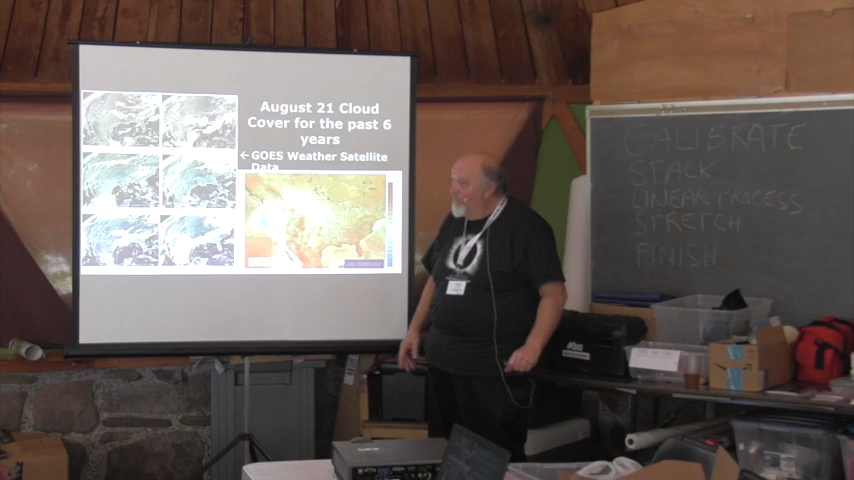 August 21 Cloud
Cover for the past 6
years
←GOES Weather Satellite
Data
CALIBRATE
STACK
LINEAR PROCESS
STRETCH
FINISH